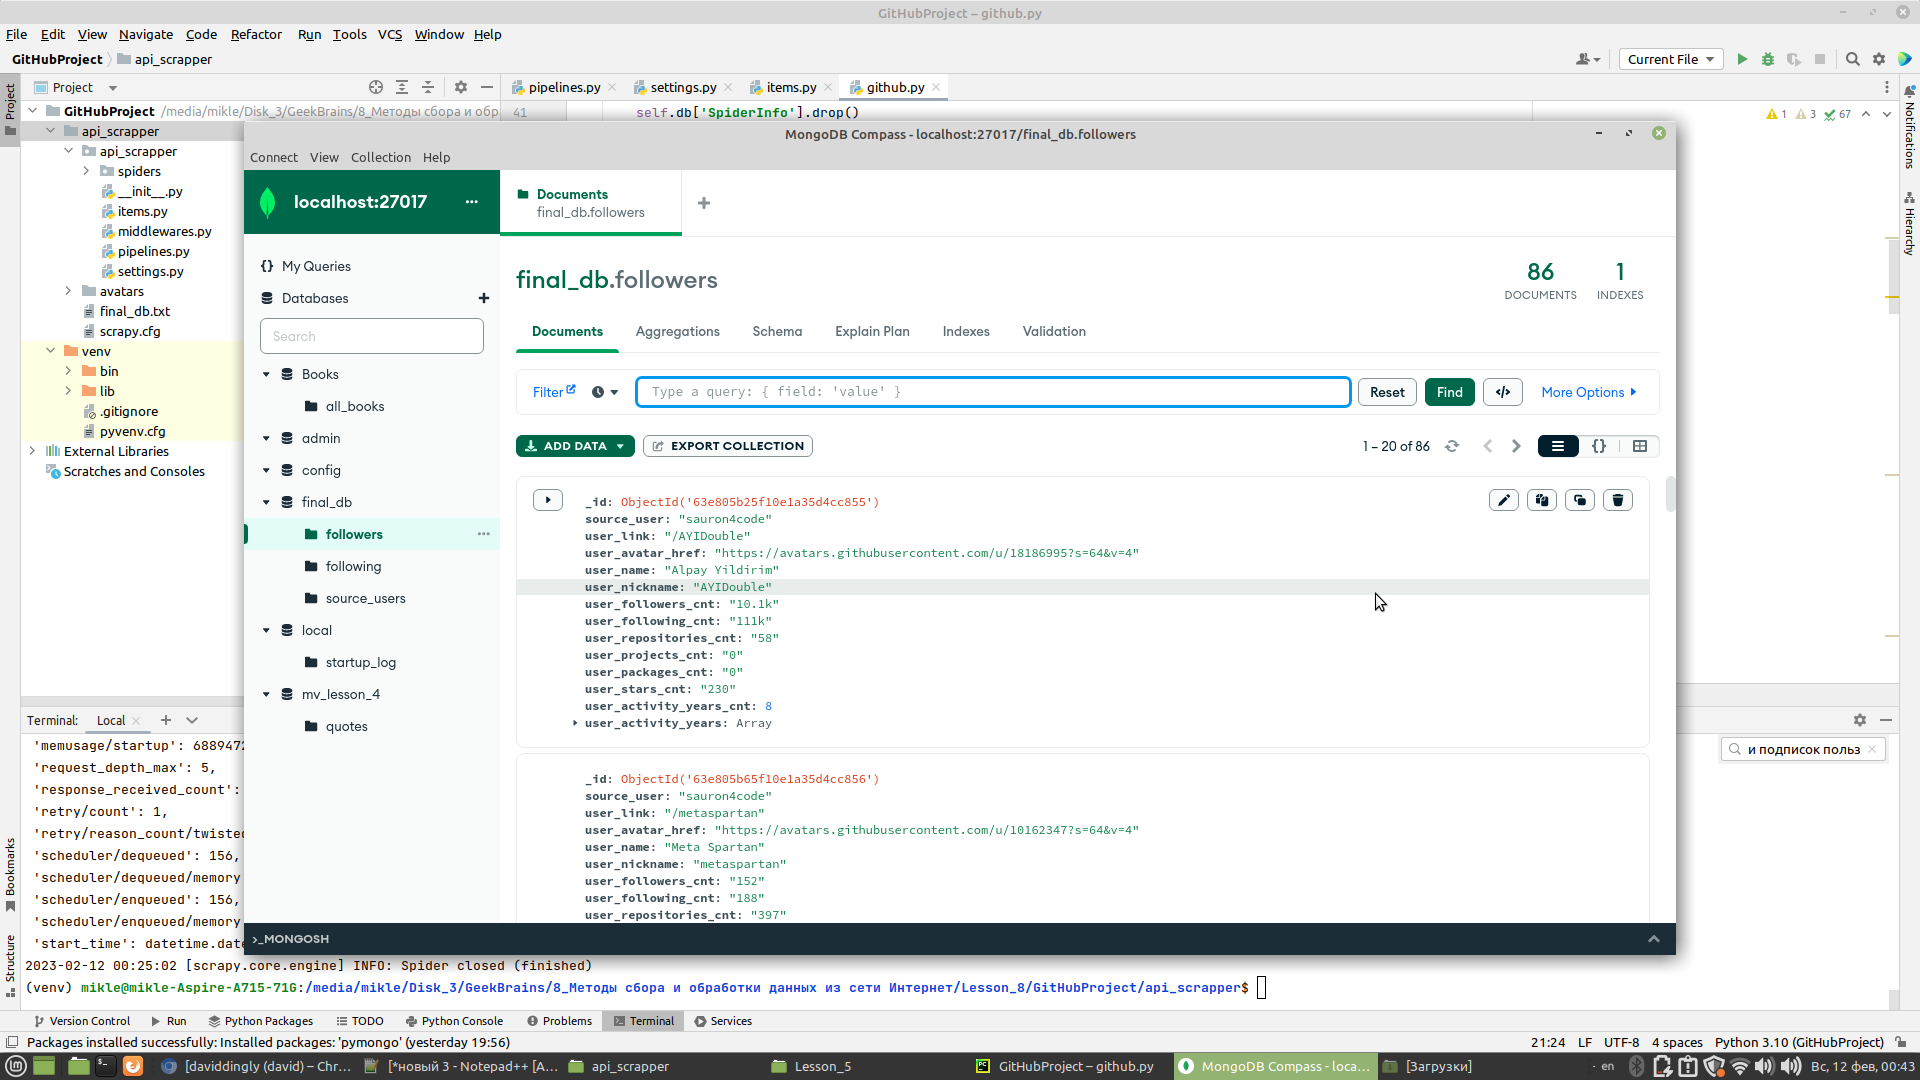 GitHubProject – github.py
File Edit View Navigate Code Refactor Run Tools VCS Window Help
GitHubProject api_scrapper
Current File
Project
pipelines.py settings.py items.py github.py
GitHubProject /media/mikle/Disk_3/GeekBrains/8_Методы сбора и обр
41 self.db['SpiderInfo'].drop()
1 3 67
api_scrapper
api_scrapper
spiders
__init__.py
items.py
middlewares.py
pipelines.py
settings.py
avatars
final_db.txt
scrapy.cfg
venv
bin
lib
.gitignore
pyvenv.cfg
External Libraries
Scratches and Consoles
Project
Bookmarks
Structure
Notifications
Hierarchy
MongoDB Compass - localhost:27017/final_db.followers
Connect View Collection Help
localhost:27017
Documents
final_db.followers
My Queries
Databases
Search
Books
all_books
admin
config
final_db
followers
following
source_users
local
startup_log
mv_lesson_4
quotes
final_db.followers
86
DOCUMENTS
1
INDEXES
Documents Aggregations Schema Explain Plan Indexes Validation
Filter Type a query: { field: 'value' } Reset Find </> More Options
ADD DATA EXPORT COLLECTION 1 – 20 of 86 {}
_id: ObjectId('63e805b25f10e1a35d4cc855')
source_user: "sauron4code"
user_link: "/AYIDouble"
user_avatar_href: "https://avatars.githubusercontent.com/u/18186995?s=64&v=4"
user_name: "Alpay Yildirim"
user_nickname: "AYIDouble"
user_followers_cnt: "10.1k"
user_following_cnt: "111k"
user_repositories_cnt: "58"
user_projects_cnt: "0"
user_packages_cnt: "0"
user_stars_cnt: "230"
user_activity_years_cnt: 8
user_activity_years: Array
_id: ObjectId('63e805b65f10e1a35d4cc856')
source_user: "sauron4code"
user_link: "/metaspartan"
user_avatar_href: "https://avatars.githubusercontent.com/u/10162347?s=64&v=4"
user_name: "Meta Spartan"
user_nickname: "metaspartan"
user_followers_cnt: "152"
user_following_cnt: "188"
user_repositories_cnt: "397"
>_MONGOSH
Terminal: Local
и подписок польз
'memusage/startup': 6889472
'request_depth_max': 5,
'response_received_count':
'retry/count': 1,
'retry/reason_count/twisted
'scheduler/dequeued': 156,
'scheduler/dequeued/memory
'scheduler/enqueued': 156,
'scheduler/enqueued/memory
'start_time': datetime.date
2023-02-12 00:25:02 [scrapy.core.engine] INFO: Spider closed (finished)
(venv) mikle@mikle-Aspire-A715-71G:/media/mikle/Disk_3/GeekBrains/8_Методы сбора и обработки данных из сети Интернет/Lesson_8/GitHubProject/api_scrapper$
Version Control Run Python Packages TODO Python Console Problems Terminal Services
Packages installed successfully: Installed packages: 'pymongo' (yesterday 19:56)
21:24 LF UTF-8 4 spaces Python 3.10 (GitHubProject)
(daviddingly (david) – Chr... [*новый 3 - Notepad++ [A... api_scrapper Lesson_5 GitHubProject – github.py MongoDB Compass - loca... [Загрузки]
en Вс, 12 фев, 00:43